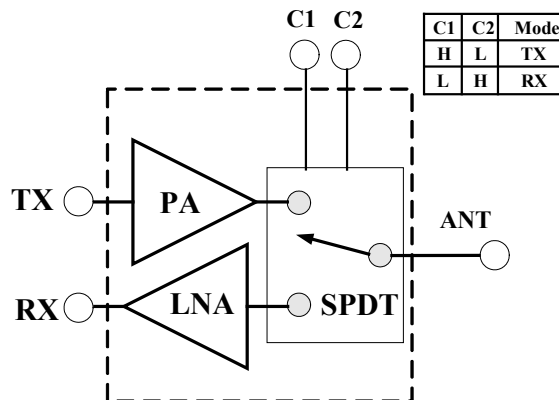 C1 C2
C1 C2 Mode
H L TX
L H RX
TX
PA
ANT
RX
LNA
SPDT